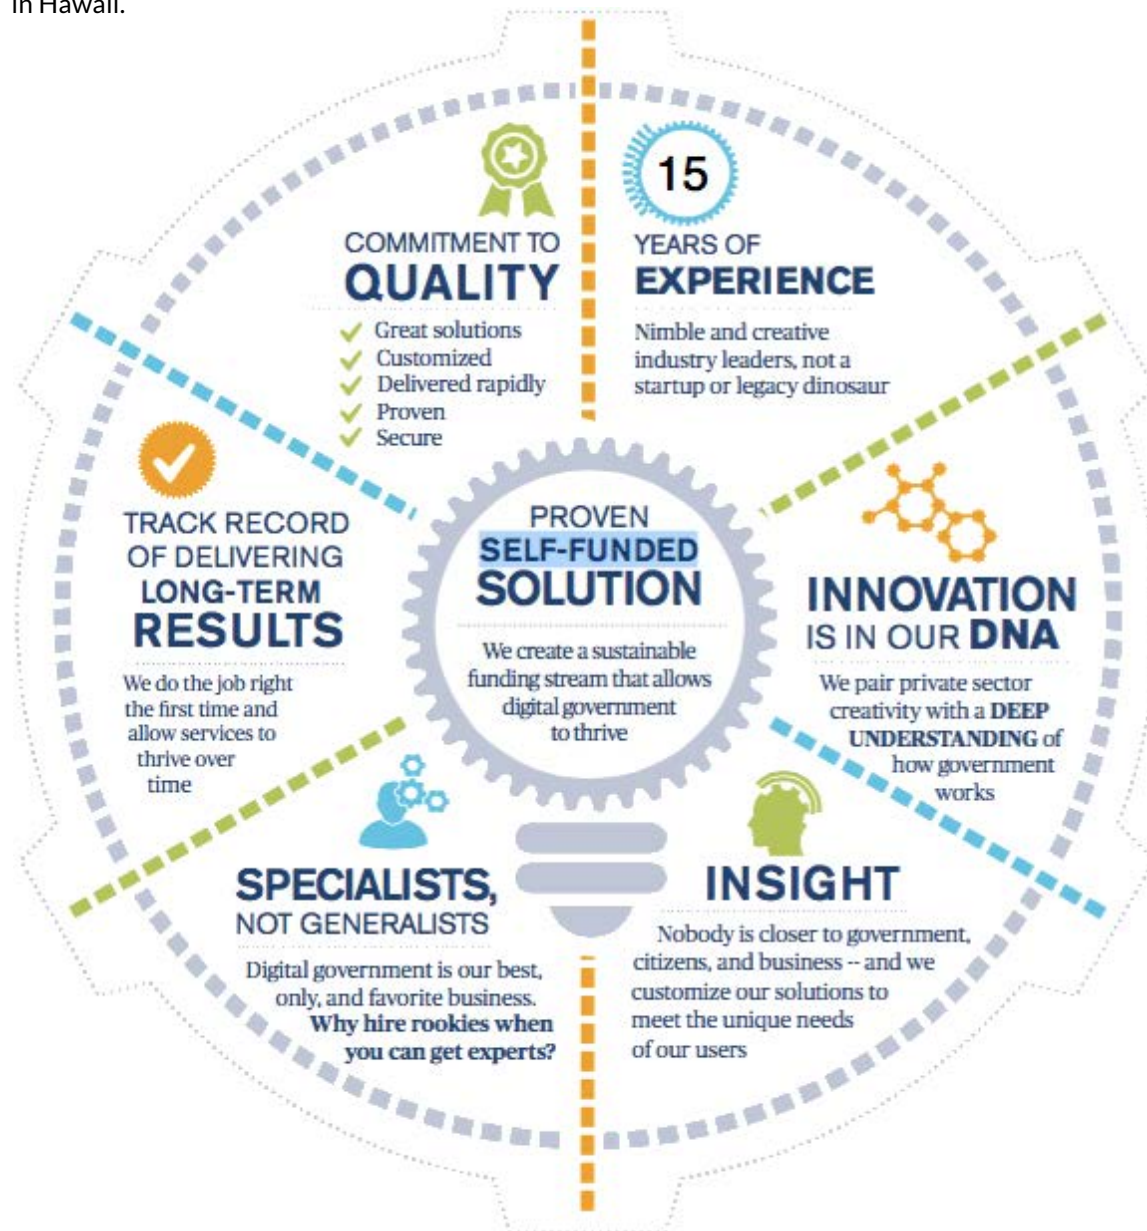 in Hawaii.
COMMITMENT TO
QUALITY
Great solutions
Customized
Delivered rapidly
Proven
Secure
15
YEARS OF
EXPERIENCE
Nimble and creative
industry leaders, not a
startup or legacy dinosaur
TRACK RECORD
OF DELIVERING
LONG-TERM
RESULTS
We do the job right
the first time and
allow services to
thrive over
time
PROVEN
SELF-FUNDED
SOLUTION
We create a sustainable
funding stream that allows
digital government
to thrive
INNOVATION
IS IN OUR DNA
We pair private sector
creativity with a DEEP
UNDERSTANDING of
how government
works
SPECIALISTS,
NOT GENERALISTS
Digital government is our best,
only, and favorite business.
Why hire rookies when
you can get experts?
INSIGHT
Nobody is closer to government,
citizens, and business -- and we
customize our solutions to
meet the unique needs
of our users